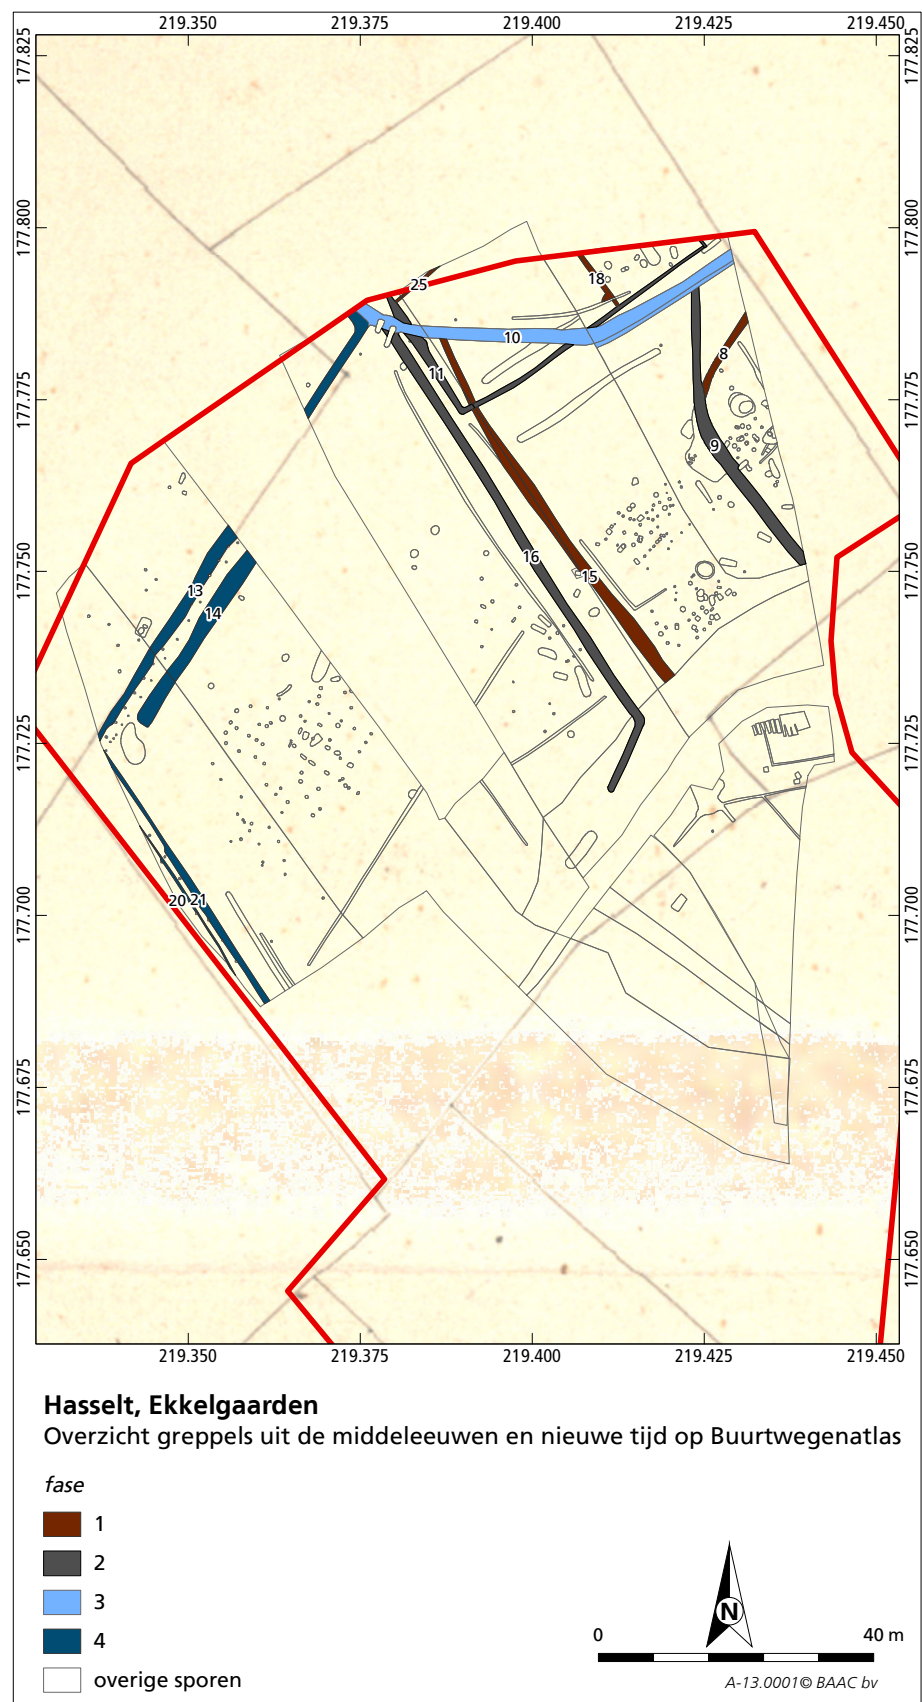 219.350 219.375 219.400 219.425 219.450
177.825 177.825
177.800 177.800
25
18
10
8
11
177.775 177.775
9
16
177.750 177.750
15
13
14
177.725 177.725
20 21
177.700 177.700
177.675 177.675
177.650 177.650
219.350 219.375 219.400 219.425 219.450
Hasselt, Ekkelgaarden
Overzicht greppels uit de middeleeuwen en nieuwe tijd op Buurtwegenatlas
fase
1
2
3
4
overige sporen
N
0 40 m
A-13.0001© BAAC bv